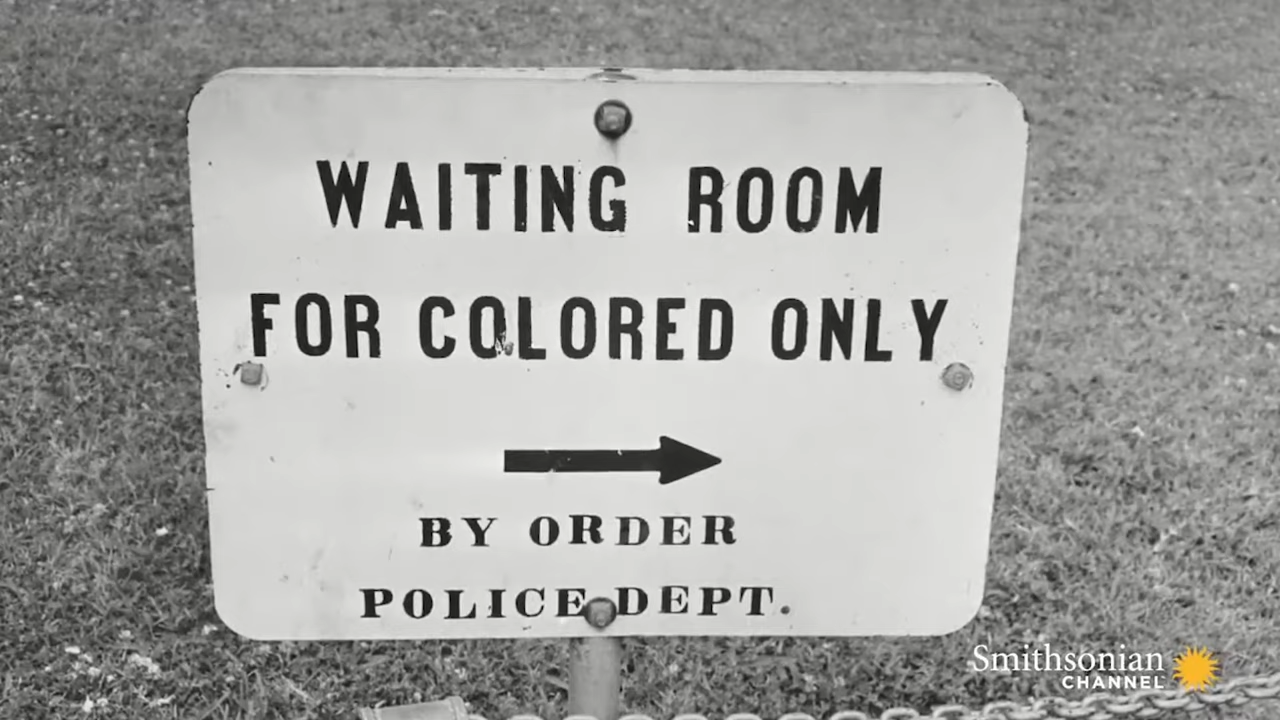 WAITING ROOM
FOR COLORED ONLY
BY ORDER
POLICE DEPT.
Smithsonian
CHANNEL